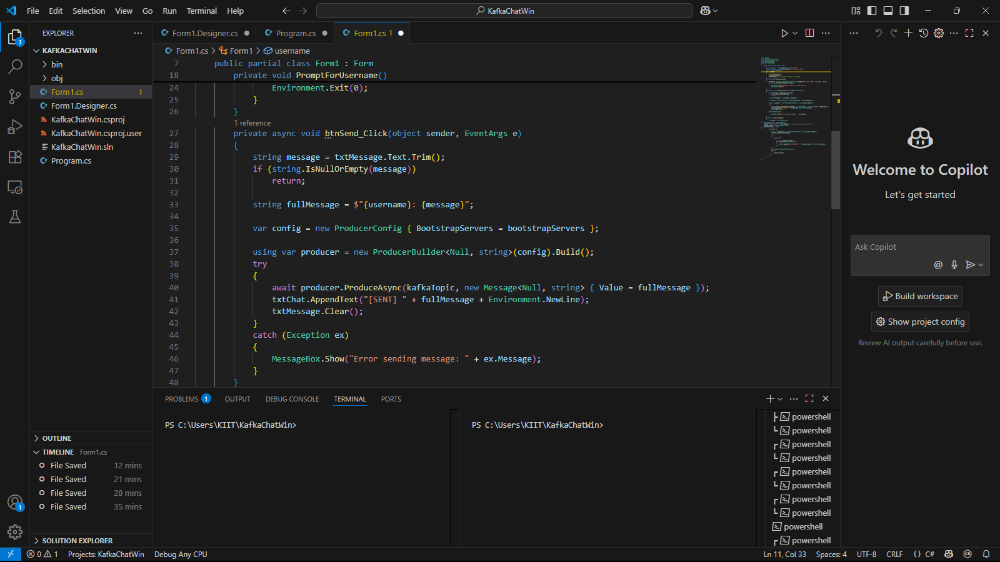 File Edit Selection View Go Run Terminal Help
KafkaChatWin
EXPLORER
KAFKACHATWIN
bin
obj
Form1.cs 1
Form1.Designer.cs
KafkaChatWin.csproj
KafkaChatWin.csproj.user
KafkaChatWin.sln
Program.cs
OUTLINE
TIMELINE Form1.cs
File Saved 12 mins
File Saved 21 mins
File Saved 28 mins
File Saved 35 mins
SOLUTION EXPLORER
3
1
Form1.Designer.cs
Program.cs
Form1.cs 1
Form1.cs > Form1 > username
7 public partial class Form1 : Form
18 private void PromptForUsername()
24 Environment.Exit(0);
25 }
26 }
1 reference
27 private async void btnSend_Click(object sender, EventArgs e)
28 {
29 string message = txtMessage.Text.Trim();
30 if (string.IsNullOrEmpty(message))
31 return;
32
33 string fullMessage = $"{username}: {message}";
34
35 var config = new ProducerConfig { BootstrapServers = bootstrapServers };
36
37 using var producer = new ProducerBuilder<Null, string>(config).Build();
38 try
39 {
40 await producer.ProduceAsync(kafkaTopic, new Message<Null, string> { Value = fullMessage });
41 txtChat.AppendText("[SENT] " + fullMessage + Environment.NewLine);
42 txtMessage.Clear();
43 }
44 catch (Exception ex)
45 {
46 MessageBox.Show("Error sending message: " + ex.Message);
47 }
48 }
PROBLEMS 1 OUTPUT DEBUG CONSOLE TERMINAL PORTS
PS C:\Users\KIIT\KafkaChatWin>
PS C:\Users\KIIT\KafkaChatWin>
powershell
powershell
powershell
powershell
powershell
powershell
powershell
powershell
powershell
powershell
Welcome to Copilot
Let's get started
Ask Copilot
Build workspace
Show project config
Review AI output carefully before use.
0 1 Projects: KafkaChatWin Debug Any CPU
Ln 11, Col 33 Spaces: 4 UTF-8 CRLF {} C#